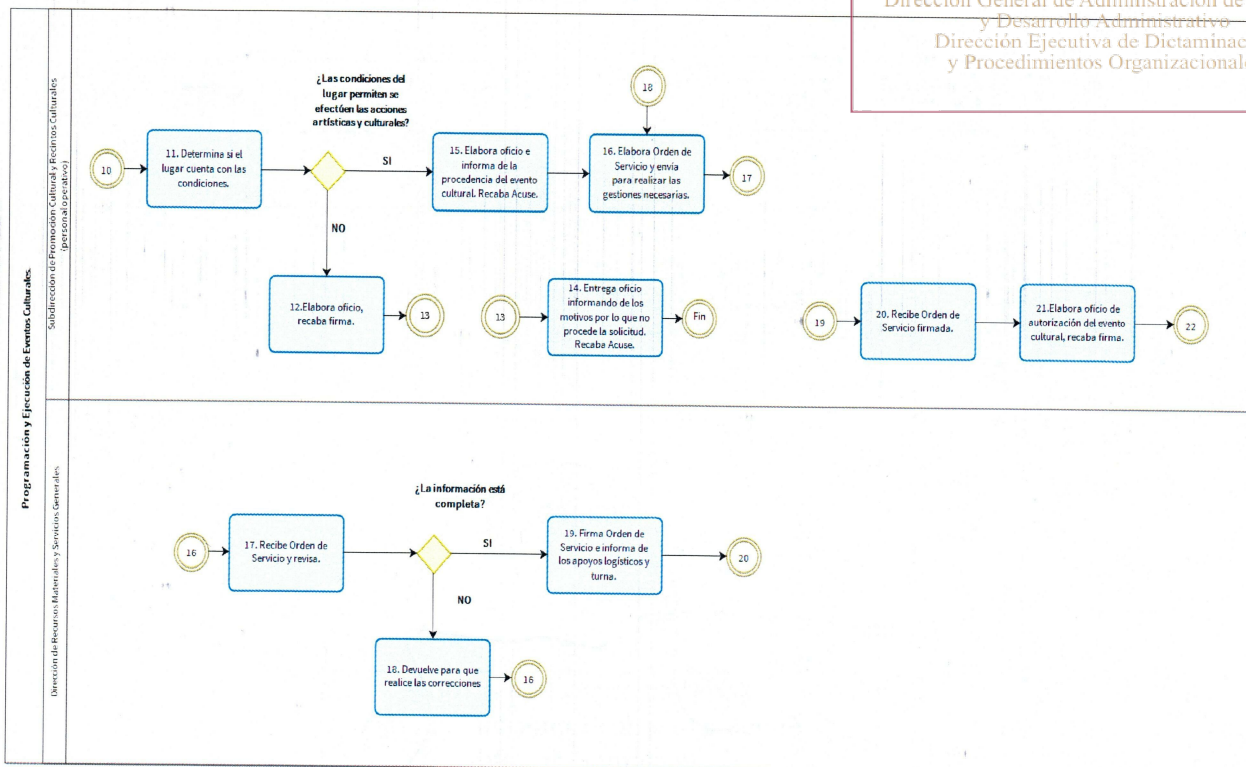 Dirección General de Administración de
y Desarrollo Administrativo
Dirección Ejecutiva de Dictaminac
y Procedimientos Organizacional
Programación y Ejecución de Eventos Culturales.
Subdirección de Promoción Cultural y Recintos Culturales
(personal operativo)
¿Las condiciones del
lugar permiten se
efectúen las acciones
artísticas y culturales?
10
11. Determina si el
lugar cuenta con las
condiciones.
SI
15. Elabora oficio e
informa de la
procedencia del evento
cultural. Recaba Acuse.
18
16. Elabora Orden de
Servicio y envía
para realizar las
gestiones necesarias.
17
NO
12.Elabora oficio,
recaba firma.
13
13
14. Entrega oficio
informando de los
motivos por lo que no
procede la solicitud.
Recaba Acuse.
Fin
19
20. Recibe Orden de
Servicio firmada.
21.Elabora oficio de
autorización del evento
cultural, recaba firma.
22
Dirección de Recursos Materiales y Servicios Generales
¿La información está
completa?
16
17. Recibe Orden de
Servicio y revisa.
SI
19. Firma Orden de
Servicio e informa de
los apoyos logísticos y
turna.
20
NO
18. Devuelve para que
realice las correcciones
16